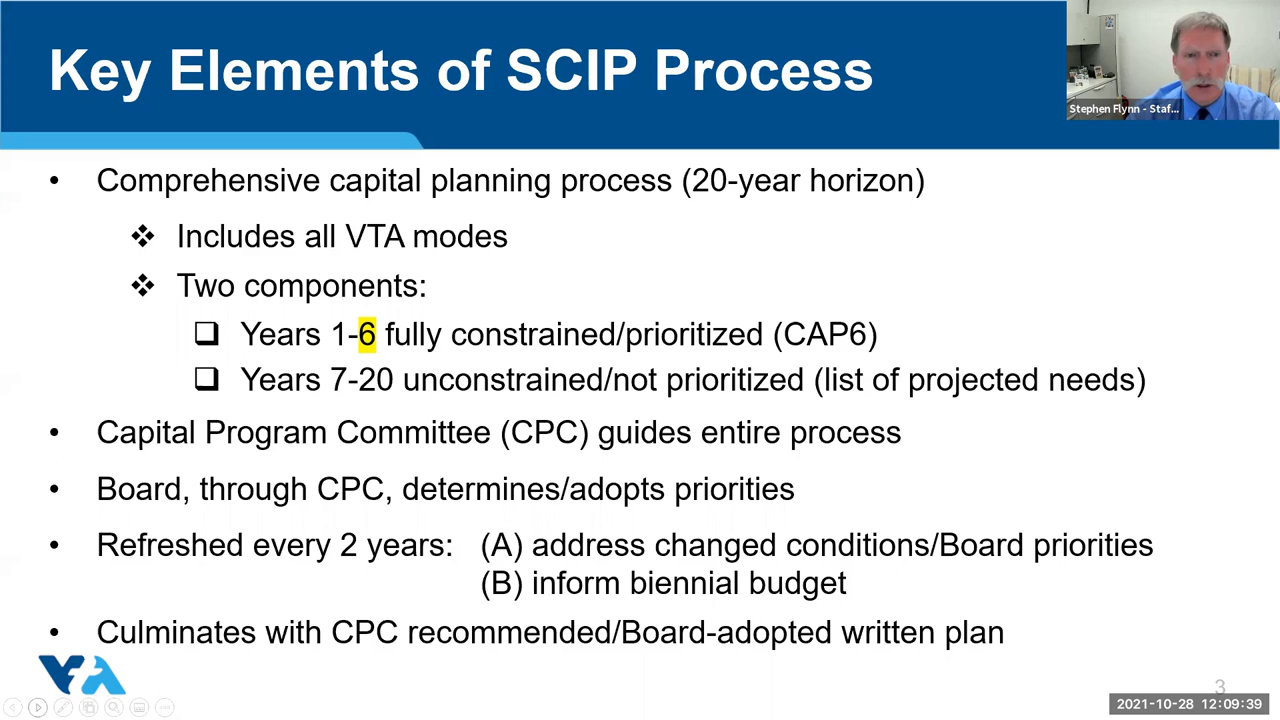 Key Elements of SCIP Process
Stephen Flynn - Staf...
• Comprehensive capital planning process (20-year horizon)
❖ Includes all VTA modes
❖ Two components:
❑ Years 1-6 fully constrained/prioritized (CAP6)
❑ Years 7-20 unconstrained/not prioritized (list of projected needs)
• Capital Program Committee (CPC) guides entire process
• Board, through CPC, determines/adopts priorities
• Refreshed every 2 years: (A) address changed conditions/Board priorities
(B) inform biennial budget
• Culminates with CPC recommended/Board-adopted written plan
VTA
3
2021-10-28 12:09:39